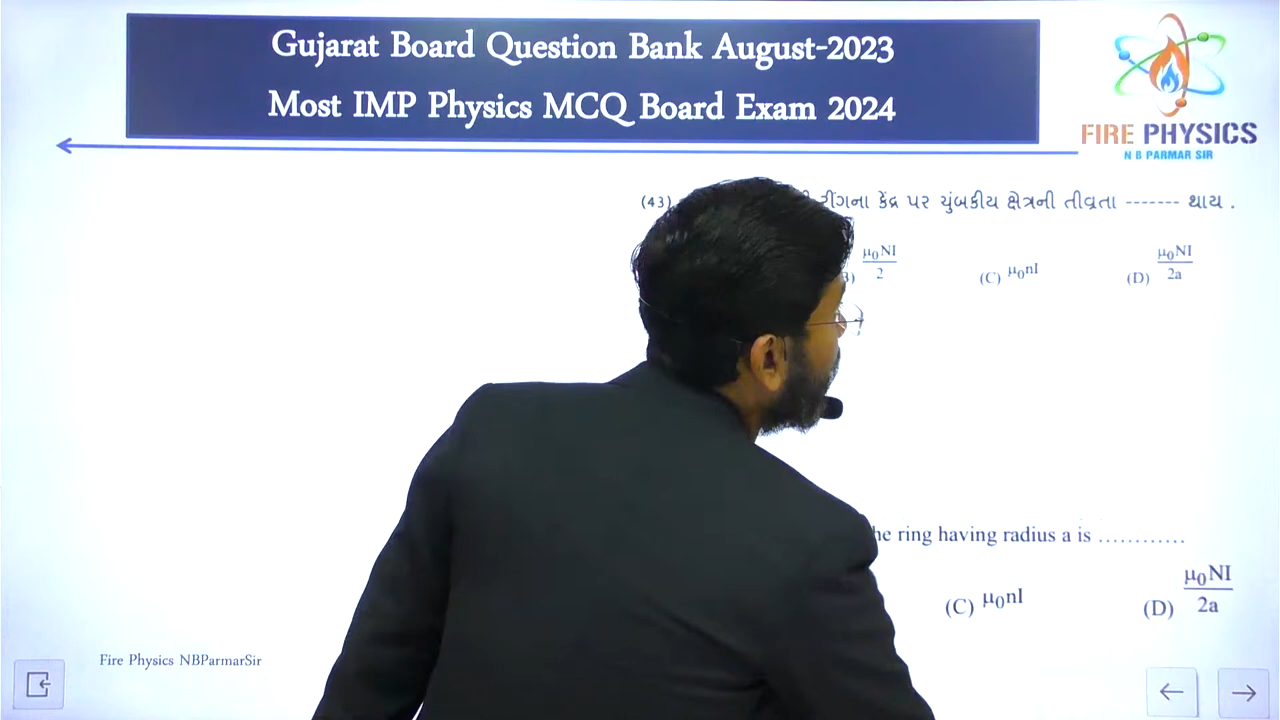 Gujarat Board Question Bank August-2023
Most IMP Physics MCQ Board Exam 2024
FIRE PHYSICS
N B PARMAR SIR
(43) રીંગના કેંદ્ર પર ચુંબકીય ક્ષેત્રની તીવ્રતા ------- થાય .
μ₀NI/2 (C) μ₀nI (D) μ₀NI/2a
ring having radius a is …………
(C) μ₀nI (D) μ₀NI/2a
Fire Physics NBParmarSir